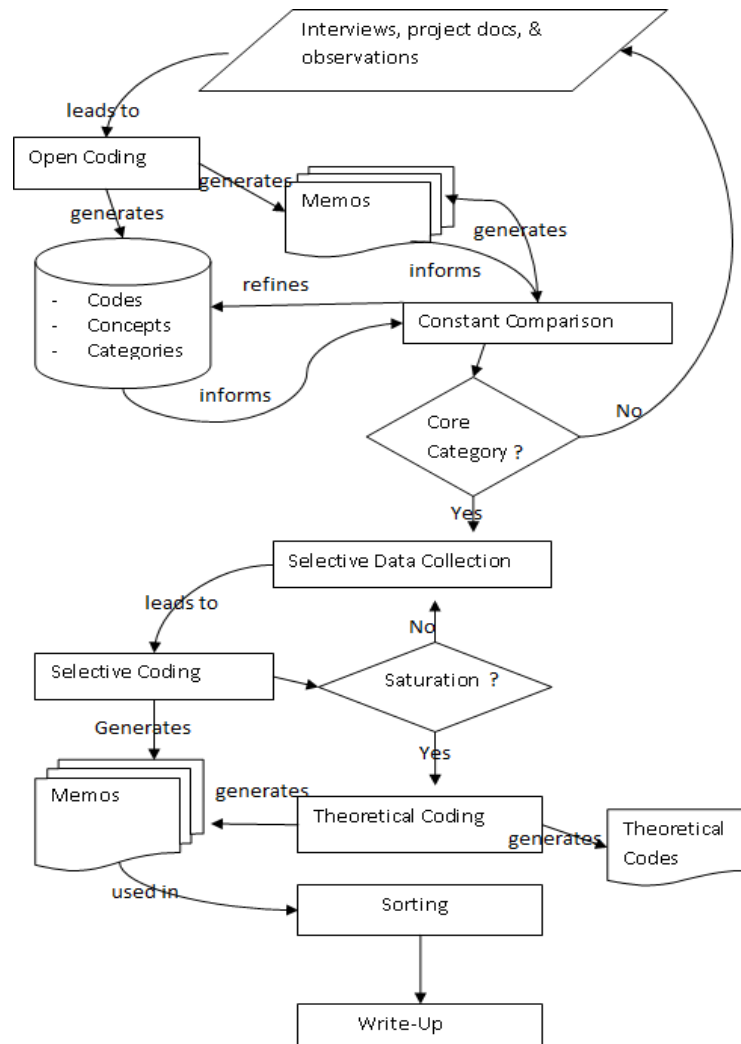 Interviews, project docs, &
observations
leads to
Open Coding
generates
Memos
generates
generates
informs
refines
- Codes
- Concepts
- Categories
Constant Comparison
informs
Core
Category ?
No
Yes
Selective Data Collection
leads to
No
Selective Coding
Saturation ?
Generates
Yes
Memos
generates
Theoretical Coding
generates
Theoretical
Codes
used in
Sorting
Write-Up